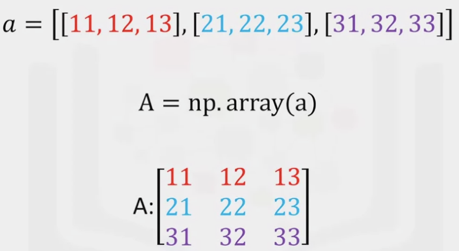 a = [[11, 12, 13], [21, 22, 23], [31, 32, 33]]
A = np. array(a)
A: [11 12 13
21 22 23
31 32 33]